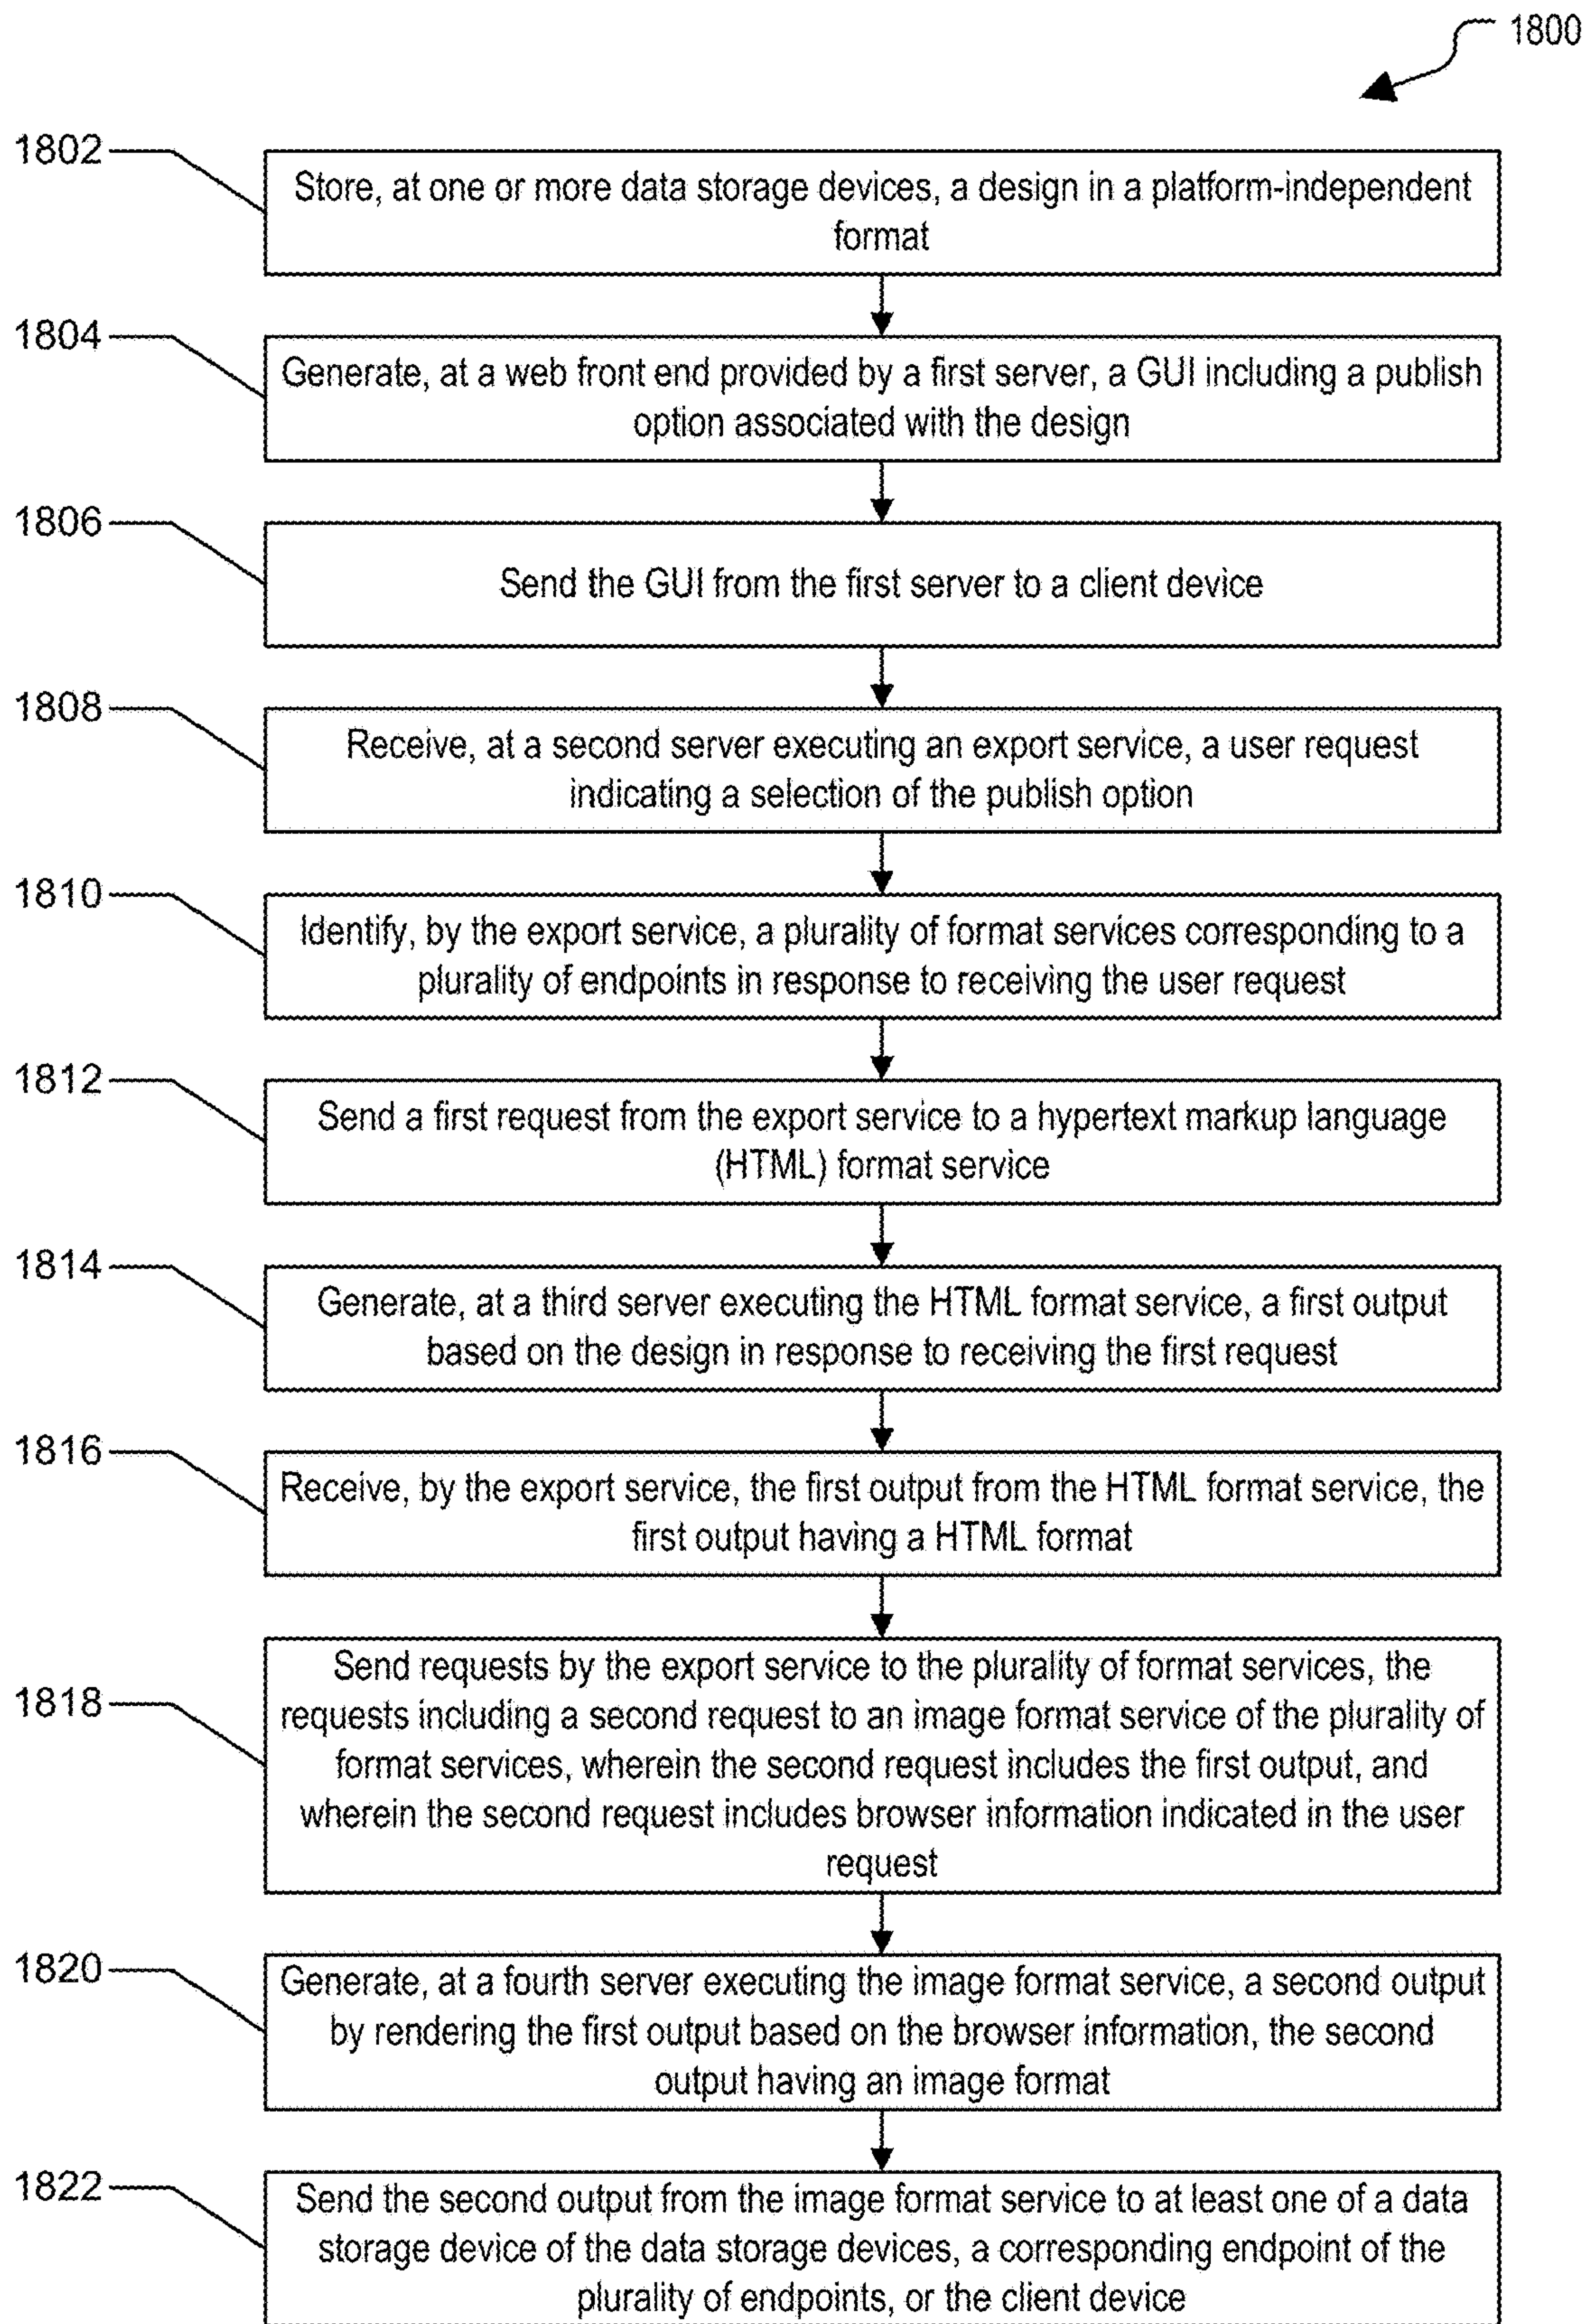 1800
1802
Store, at one or more data storage devices, a design in a platform-independent
format
1804
Generate, at a web front end provided by a first server, a GUI including a publish
option associated with the design
1806
Send the GUI from the first server to a client device
1808
Receive, at a second server executing an export service, a user request
indicating a selection of the publish option
1810
Identify, by the export service, a plurality of format services corresponding to a
plurality of endpoints in response to receiving the user request
1812
Send a first request from the export service to a hypertext markup language
(HTML) format service
1814
Generate, at a third server executing the HTML format service, a first output
based on the design in response to receiving the first request
1816
Receive, by the export service, the first output from the HTML format service, the
first output having a HTML format
1818
Send requests by the export service to the plurality of format services, the
requests including a second request to an image format service of the plurality of
format services, wherein the second request includes the first output, and
wherein the second request includes browser information indicated in the user
request
1820
Generate, at a fourth server executing the image format service, a second output
by rendering the first output based on the browser information, the second
output having an image format
1822
Send the second output from the image format service to at least one of a data
storage device of the data storage devices, a corresponding endpoint of the
plurality of endpoints, or the client device